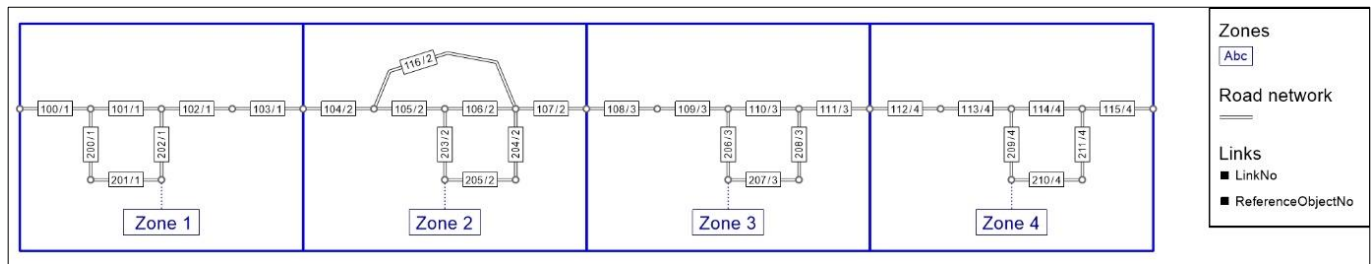 116/2
100/1 101/1 102/1 103/1 104/2 105/2 106/2 107/2 108/3 109/3 110/3 111/3 112/4 113/4 114/4 115/4
200/1 202/1 203/2 204/2 206/3 208/3 209/4 211/4
201/1 205/2 207/3 210/4
Zone 1 Zone 2 Zone 3 Zone 4
Zones
Abc
Road network
Links
LinkNo
ReferenceObjectNo